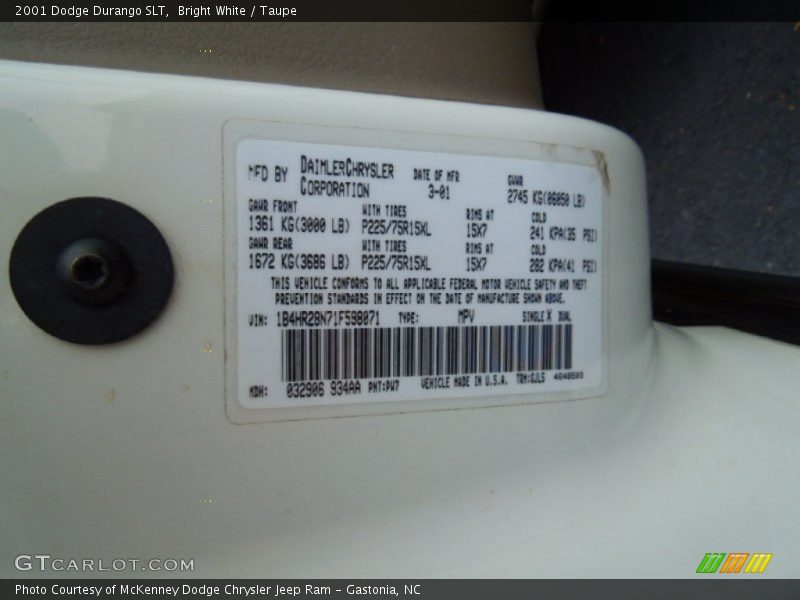 2001 Dodge Durango SLT,  Bright White / Taupe
MFD BY DAIMLERCHRYSLER CORPORATION DATE OF MFR 3-01 GVWR 2745 KG(06050 LB)
GAWR FRONT WITH TIRES RIMS AT COLD
1361 KG(3000 LB) P225/75R15XL 15X7 241 KPA(35 PSI)
GAWR REAR WITH TIRES RIMS AT COLD
1672 KG(3686 LB) P225/75R15XL 15X7 282 KPA(41 PSI)
THIS VEHICLE CONFORMS TO ALL APPLICABLE FEDERAL MOTOR VEHICLE SAFETY AND THEFT
PREVENTION STANDARDS IN EFFECT ON THE DATE OF MANUFACTURE SHOWN ABOVE.
VIN: 1B4HR28N71F598071 TYPE: MPV SINGLE X DUAL
MDH: 032906 934AA PNT:PW7 VEHICLE MADE IN U.S.A. TRM:GJL5
GTCARLOT.COM
Photo Courtesy of McKenney Dodge Chrysler Jeep Ram - Gastonia, NC